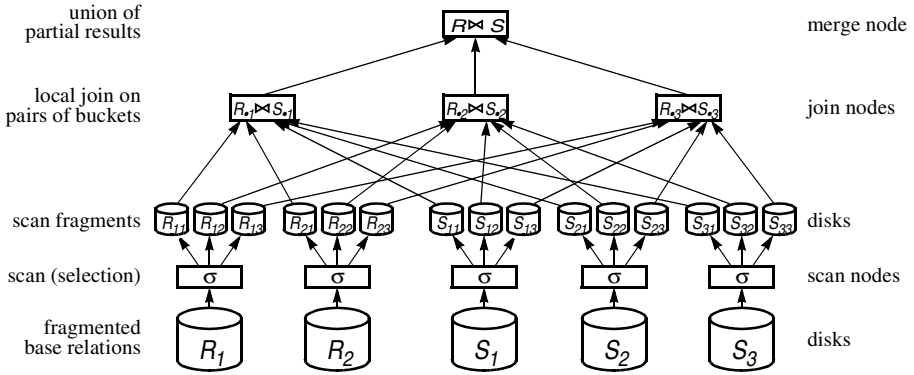 union of
partial results
R⋈ S
merge node
local join on
pairs of buckets
R•1⋈S•1
R•2⋈S•2
R•3⋈S•3
join nodes
scan fragments
R11
R12
R13
R21
R22
R23
S11
S12
S13
S21
S22
S23
S31
S32
S33
disks
scan (selection)
σ
σ
σ
σ
σ
scan nodes
fragmented
base relations
R1
R2
S1
S2
S3
disks